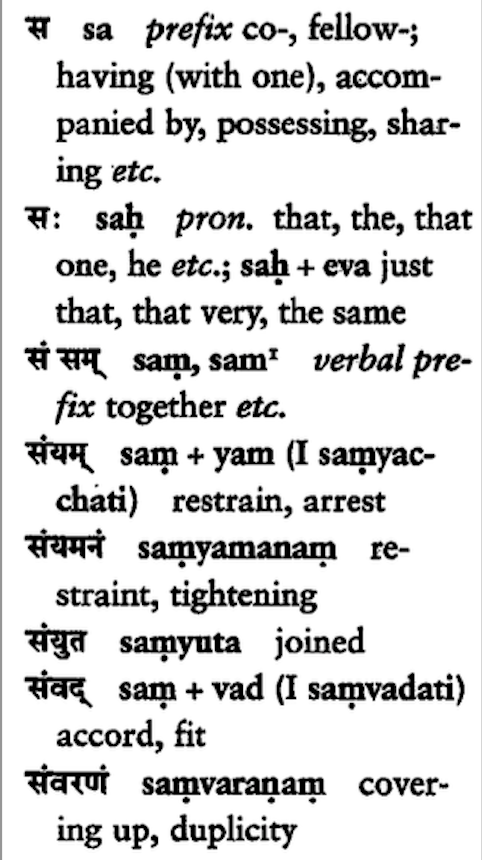 स sa prefix co-, fellow-;
having (with one), accom-
panied by, possessing, shar-
ing etc.
सः saḥ pron. that, the, that
one, he etc.; saḥ + eva just
that, that very, the same
सं सम् saṃ, sam¹ verbal pre-
fix together etc.
संयम् saṃ + yam (I saṃyac-
chati) restrain, arrest
संयमनं saṃyamanaṃ re-
straint, tightening
संयुत saṃyuta joined
संवद् saṃ + vad (I saṃvadati)
accord, fit
संवरणं saṃvaraṇaṃ cover-
ing up, duplicity